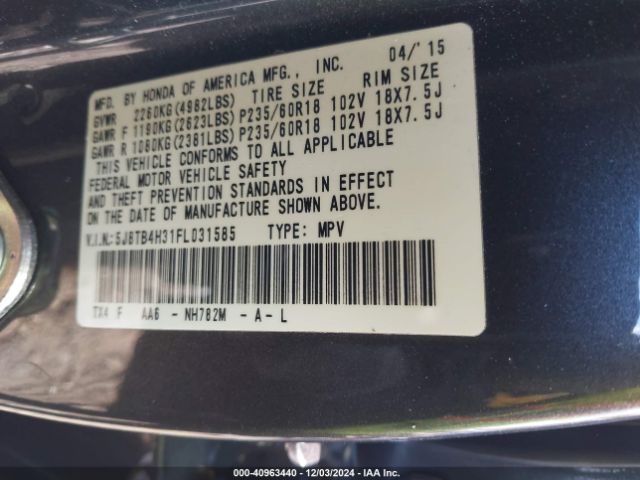 MFD. BY HONDA OF AMERICA MFG., INC. 04/'15
GVWR 2260KG(4982LBS) TIRE SIZE RIM SIZE
GAWR F 1190KG(2623LBS)P235/60R18 102V 18X7.5J
GAWR R 1080KG(2381LBS)P235/60R18 102V 18X7.5J
THIS VEHICLE CONFORMS TO ALL APPLICABLE
FEDERAL MOTOR VEHICLE SAFETY
AND THEFT PREVENTION STANDARDS IN EFFECT
ON THE DATE OF MANUFACTURE SHOWN ABOVE.
V.I.N.:5J8TB4H31FL031585 TYPE: MPV
TX4 F AA6 - NH782M - A - L
000-40963440 - 12/03/2024 - IAA Inc.